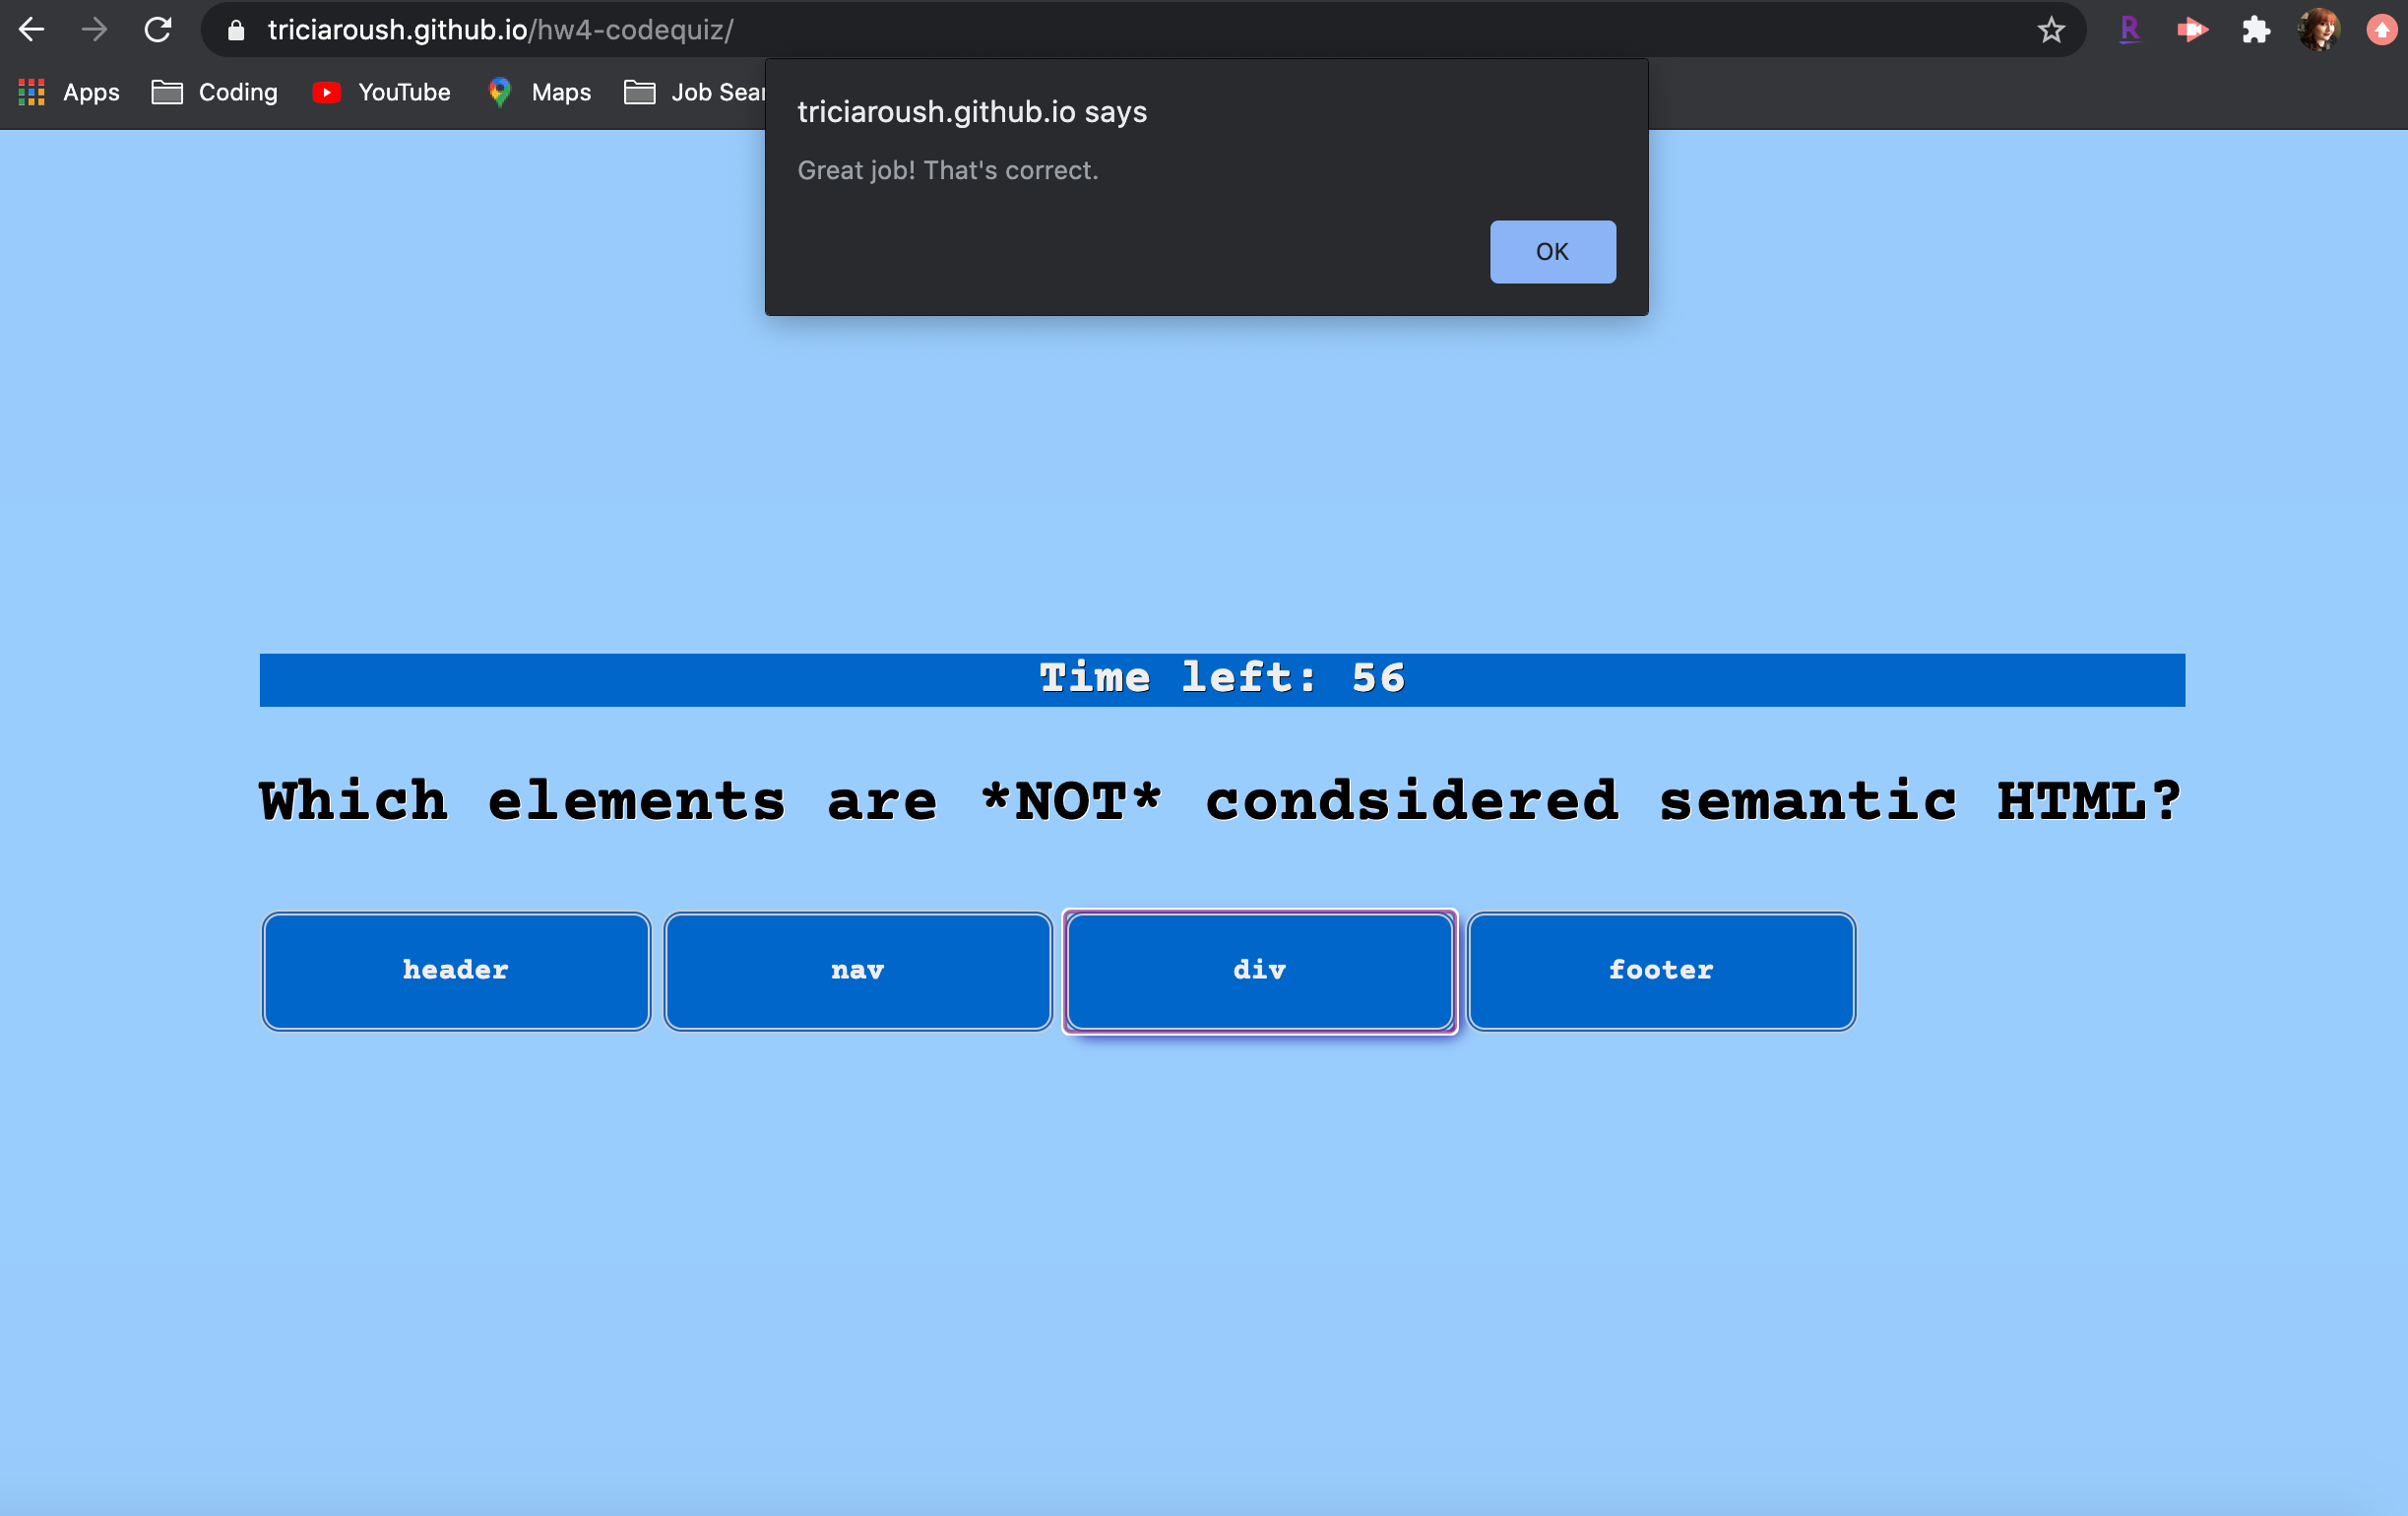 triciaroush.github.io/hw4-codequiz/
R
Apps Coding YouTube Maps Job Sear
triciaroush.github.io says
Great job! That's correct.
OK
Time left: 56
Which elements are *NOT* condsidered semantic HTML?
header nav div footer